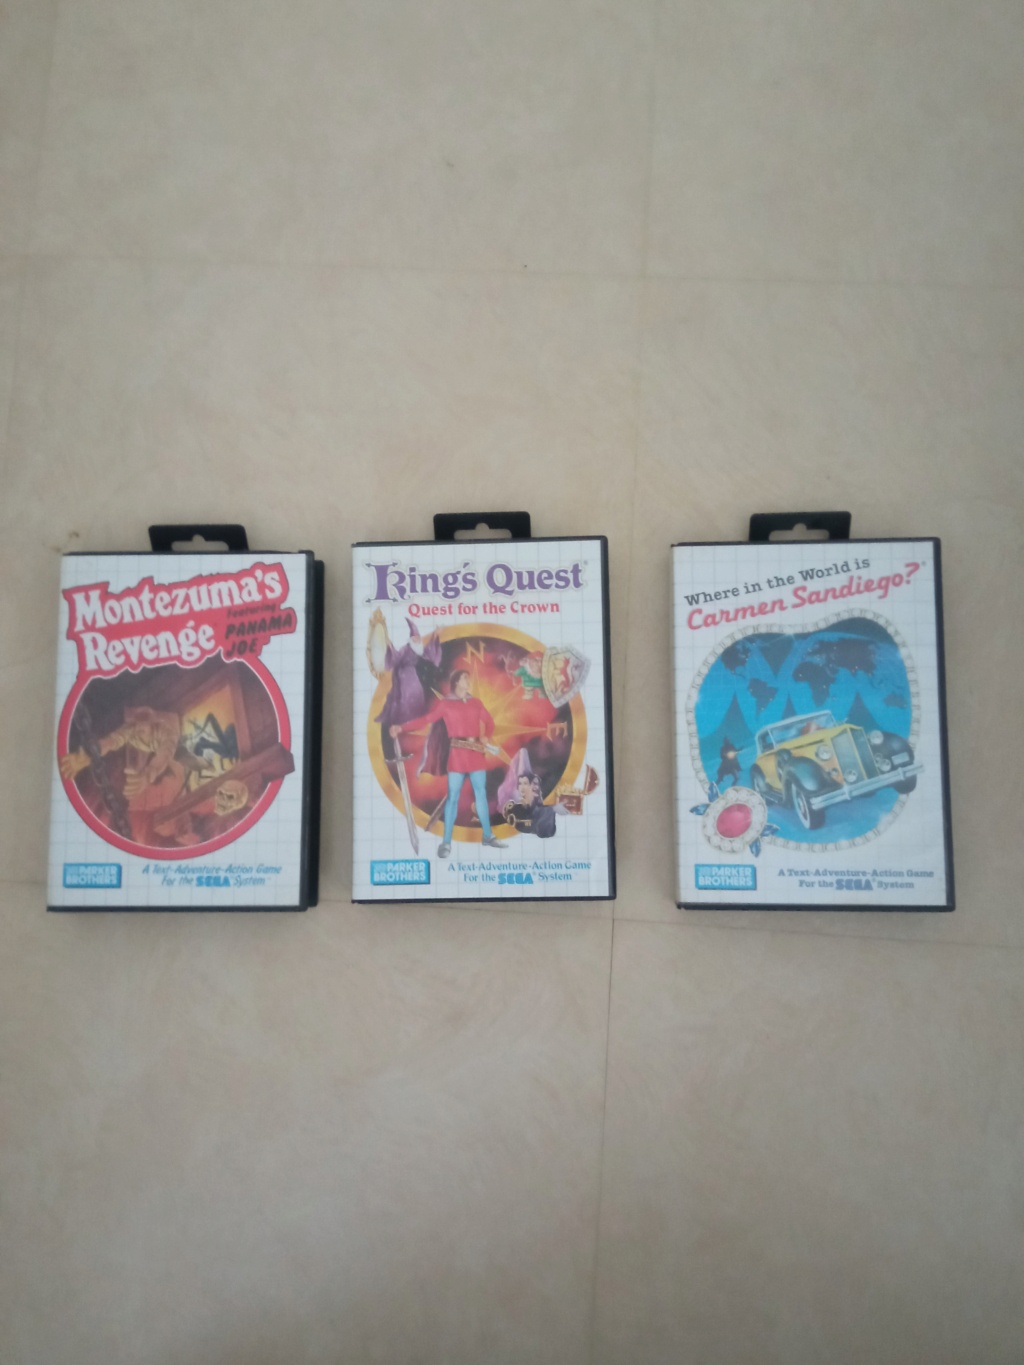 Montezuma's
Revenge
Featuring
PANAMA
JOE
PARKER
BROTHERS
A Text-Adventure-Action Game
For the SEGA® System™
King's Quest®
Quest for the Crown
N
E
PARKER
BROTHERS
A Text-Adventure-Action Game
For the SEGA® System™
Where in the World is
Carmen Sandiego?®
PARKER
BROTHERS
A Text-Adventure-Action Game
For the SEGA® System